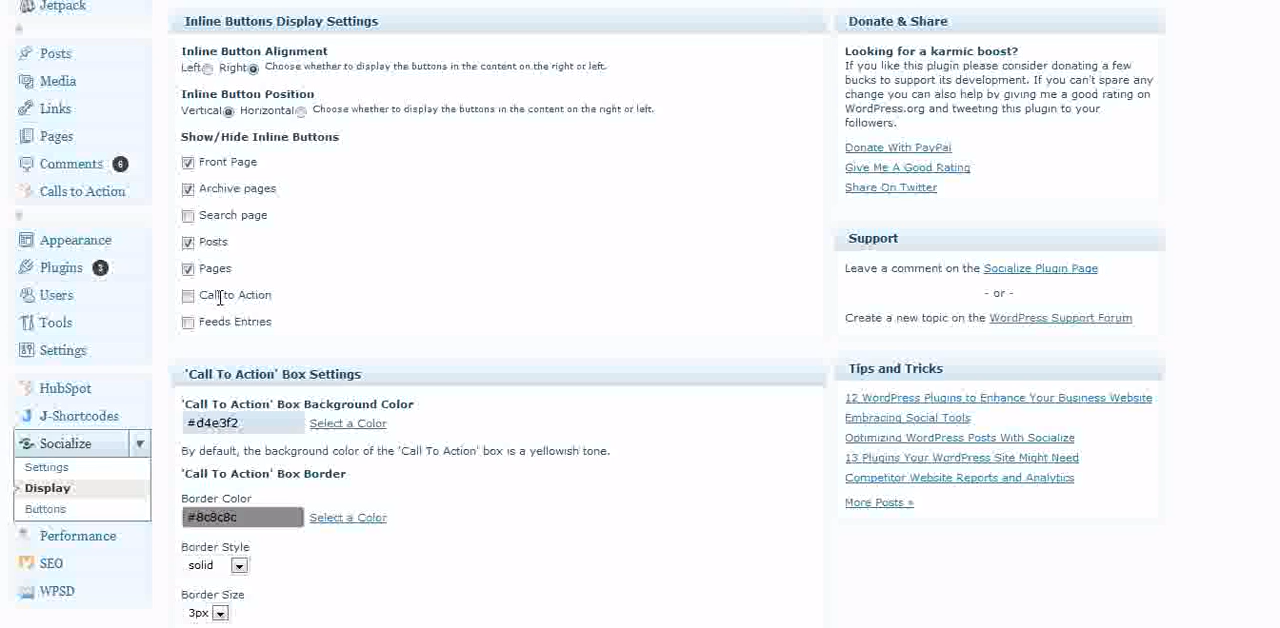 Jetpack
Posts
Media
Links
Pages
Comments 6
Calls to Action
Appearance
Plugins 3
Users
Tools
Settings
HubSpot
J-Shortcodes
Socialize
Settings
Display
Buttons
Performance
SEO
WPSD
Inline Buttons Display Settings
Inline Button Alignment
Left Right Choose whether to display the buttons in the content on the right or left.
Inline Button Position
Vertical Horizontal Choose whether to display the buttons in the content on the right or left.
Show/Hide Inline Buttons
Front Page
Archive pages
Search page
Posts
Pages
Call to Action
Feeds Entries
'Call To Action' Box Settings
'Call To Action' Box Background Color
#d4e3f2 Select a Color
By default, the background color of the 'Call To Action' box is a yellowish tone.
'Call To Action' Box Border
Border Color
#8c8c8c Select a Color
Border Style
solid
Border Size
3px
Donate & Share
Looking for a karmic boost?
If you like this plugin please consider donating a few
bucks to support its development. If you can't spare any
change you can also help by giving me a good rating on
WordPress.org and tweeting this plugin to your
followers.
Donate With PayPal
Give Me A Good Rating
Share On Twitter
Support
Leave a comment on the Socialize Plugin Page
- or -
Create a new topic on the WordPress Support Forum
Tips and Tricks
12 WordPress Plugins to Enhance Your Business Website
Embracing Social Tools
Optimizing WordPress Posts With Socialize
13 Plugins Your WordPress Site Might Need
Competitor Website Reports and Analytics
More Posts »